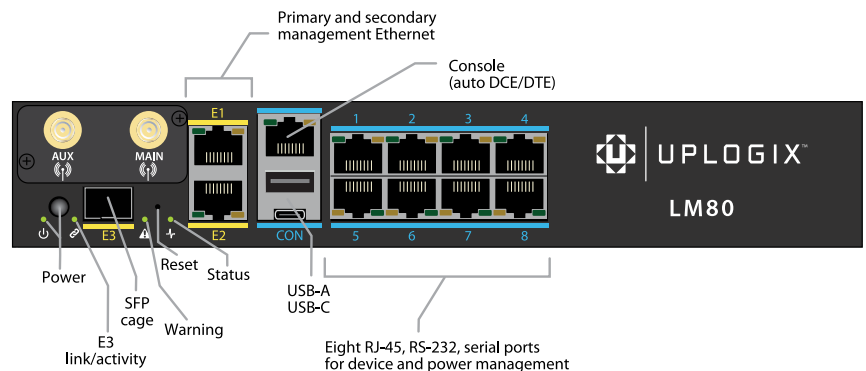 Primary and secondary
management Ethernet
Console
(auto DCE/DTE)
E1
1 2 3 4
AUX MAIN
UPLOGIX™
LM80
E3 E2 CON 5 6 7 8
Power
Reset
Status
SFP
cage
Warning
E3
link/activity
USB-A
USB-C
Eight RJ-45, RS-232, serial ports
for device and power management